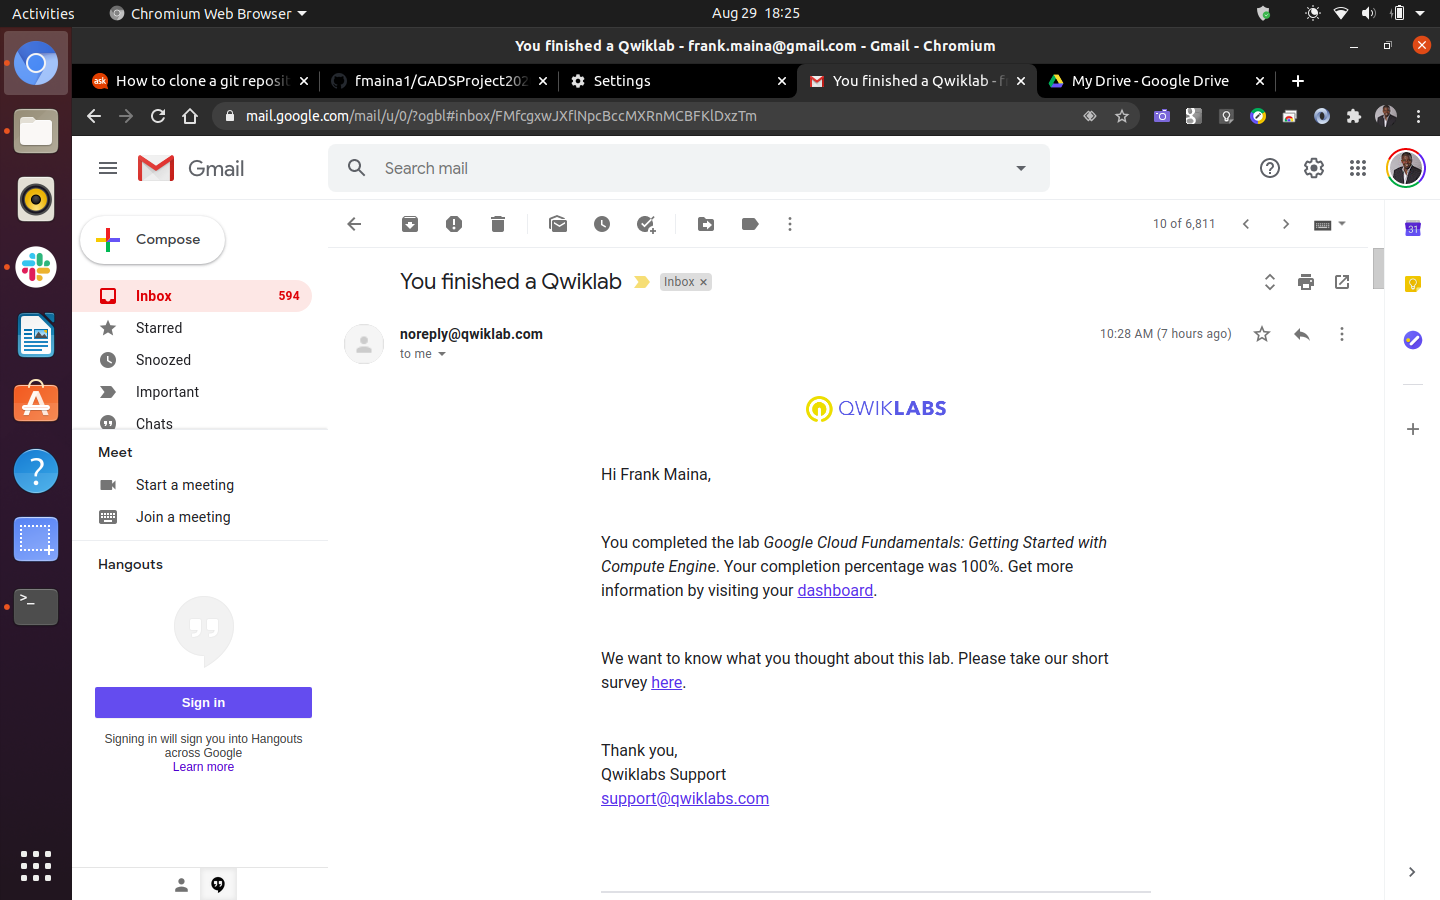 Activities
Chromium Web Browser
Aug 29 18:25
You finished a Qwiklab - frank.maina@gmail.com - Gmail - Chromium
How to clone a git reposit
fmaina1/GADSProject202
Settings
You finished a Qwiklab - f
My Drive - Google Drive
mail.google.com/mail/u/0/?ogbl#inbox/FMfcgxwJXflNpcBccMXRnMCBFKlDxzTm
Gmail
Search mail
Compose
10 of 6,811
Inbox 594
Starred
Snoozed
Important
Chats
Meet
Start a meeting
Join a meeting
Hangouts
Sign in
Signing in will sign you into Hangouts
across Google
Learn more
You finished a Qwiklab
Inbox
noreply@qwiklab.com
to me
10:28 AM (7 hours ago)
QWIKLABS
Hi Frank Maina,
You completed the lab Google Cloud Fundamentals: Getting Started with
Compute Engine. Your completion percentage was 100%. Get more
information by visiting your dashboard.
We want to know what you thought about this lab. Please take our short
survey here.
Thank you,
Qwiklabs Support
support@qwiklabs.com
31